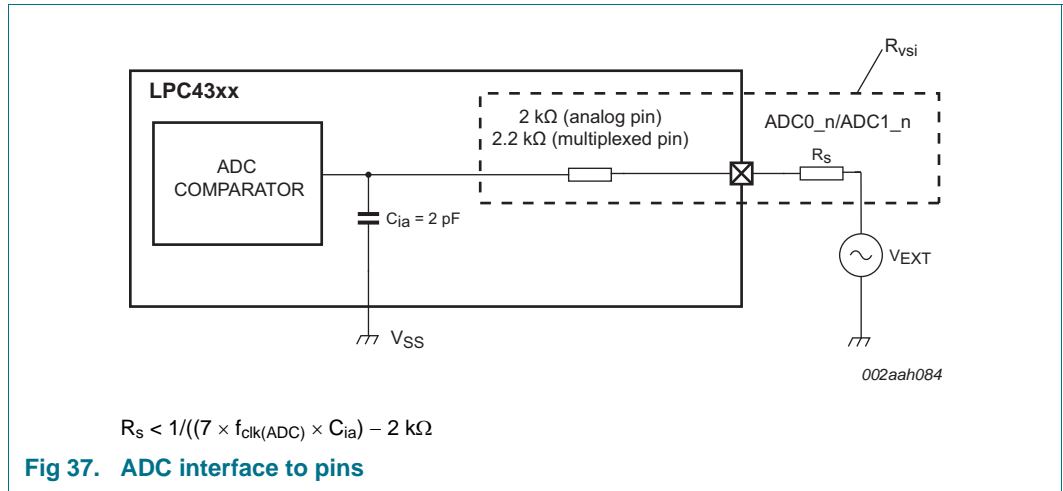 Rvsi
LPC43xx
2 kΩ (analog pin)
2.2 kΩ (multiplexed pin)
ADC0_n/ADC1_n
Rs
ADC
COMPARATOR
Cia = 2 pF
VEXT
VSS
002aah084
Rs < 1/((7 × fclk(ADC) × Cia) – 2 kΩ
Fig 37. ADC interface to pins